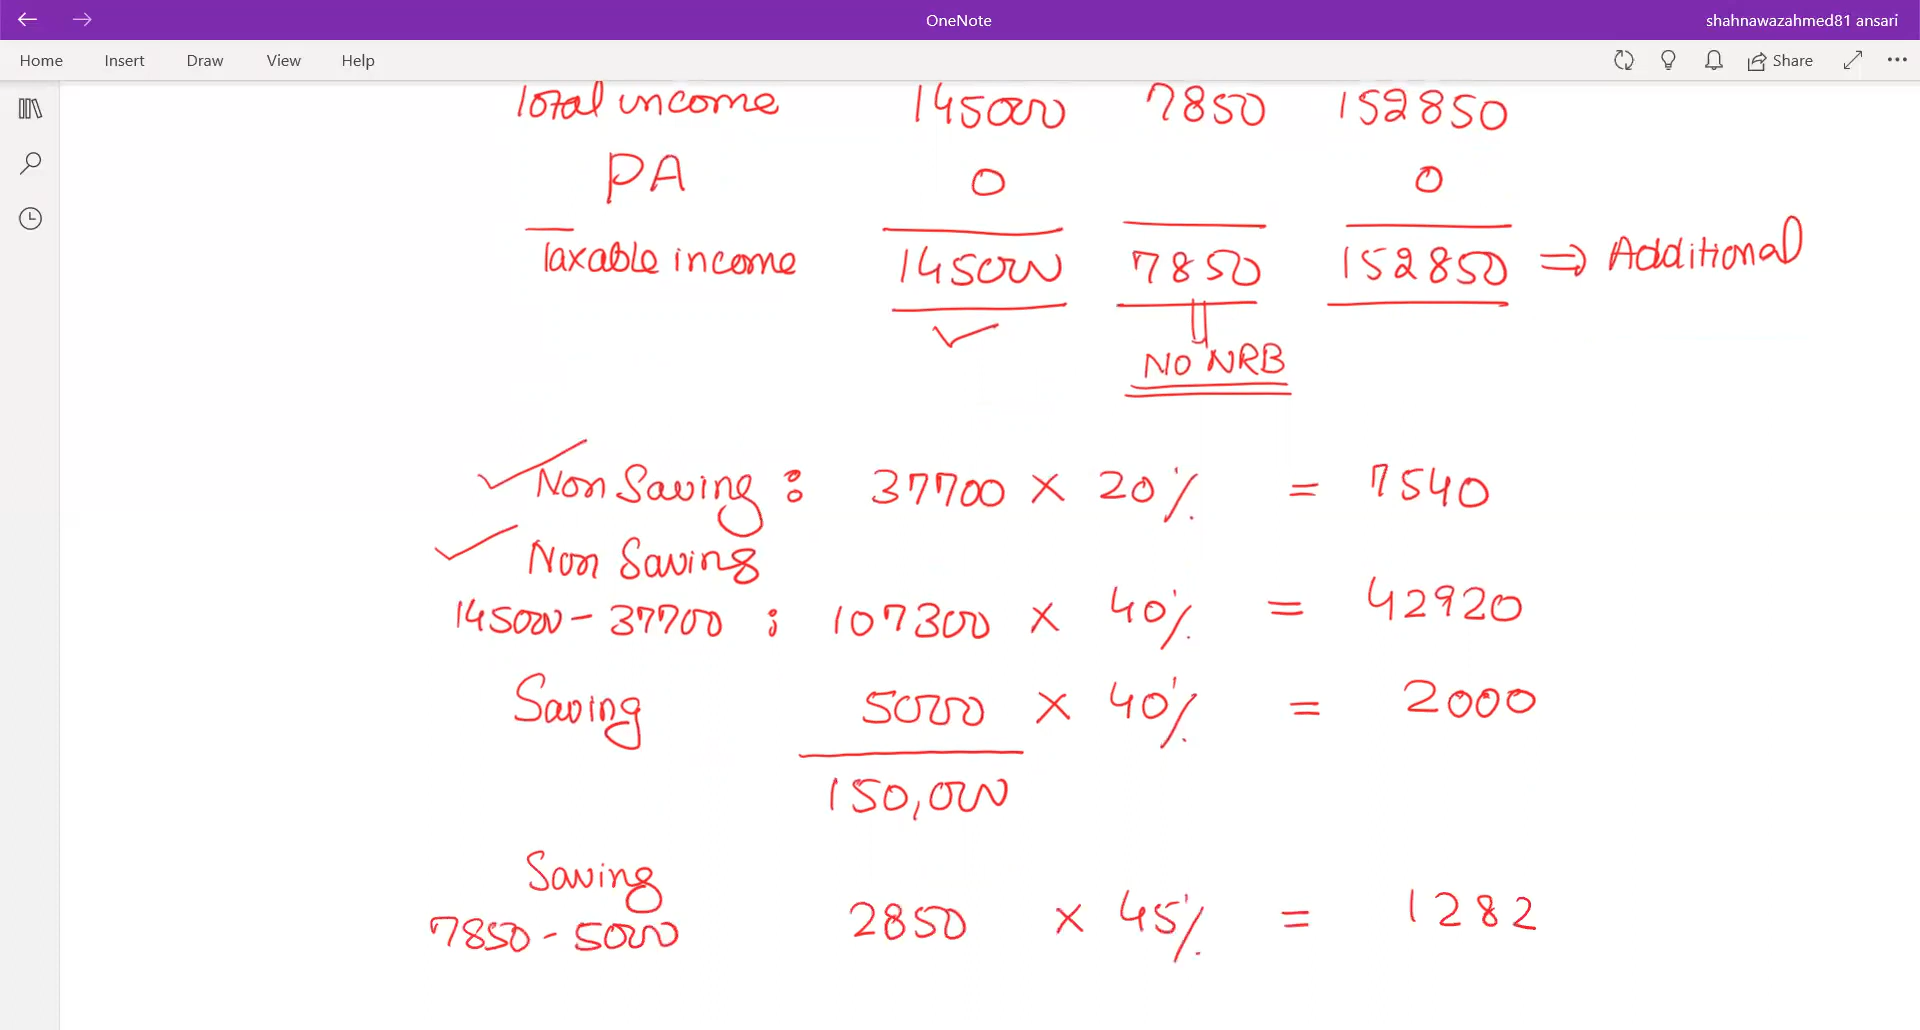 OneNote
shahnawazahmed81 ansari
Home Insert Draw View Help Share
Total income 145000 7850 152850
PA 0 0
Taxable income 145000 7850 152850 ⇒ Additional
NO NRB
Non Saving : 37700 × 20% = 7540
Non Saving
145000 - 37700 : 107300 × 40% = 42920
Saving 5000 × 40% = 2000
150,000
Saving
7850 - 5000 2850 × 45% = 1282